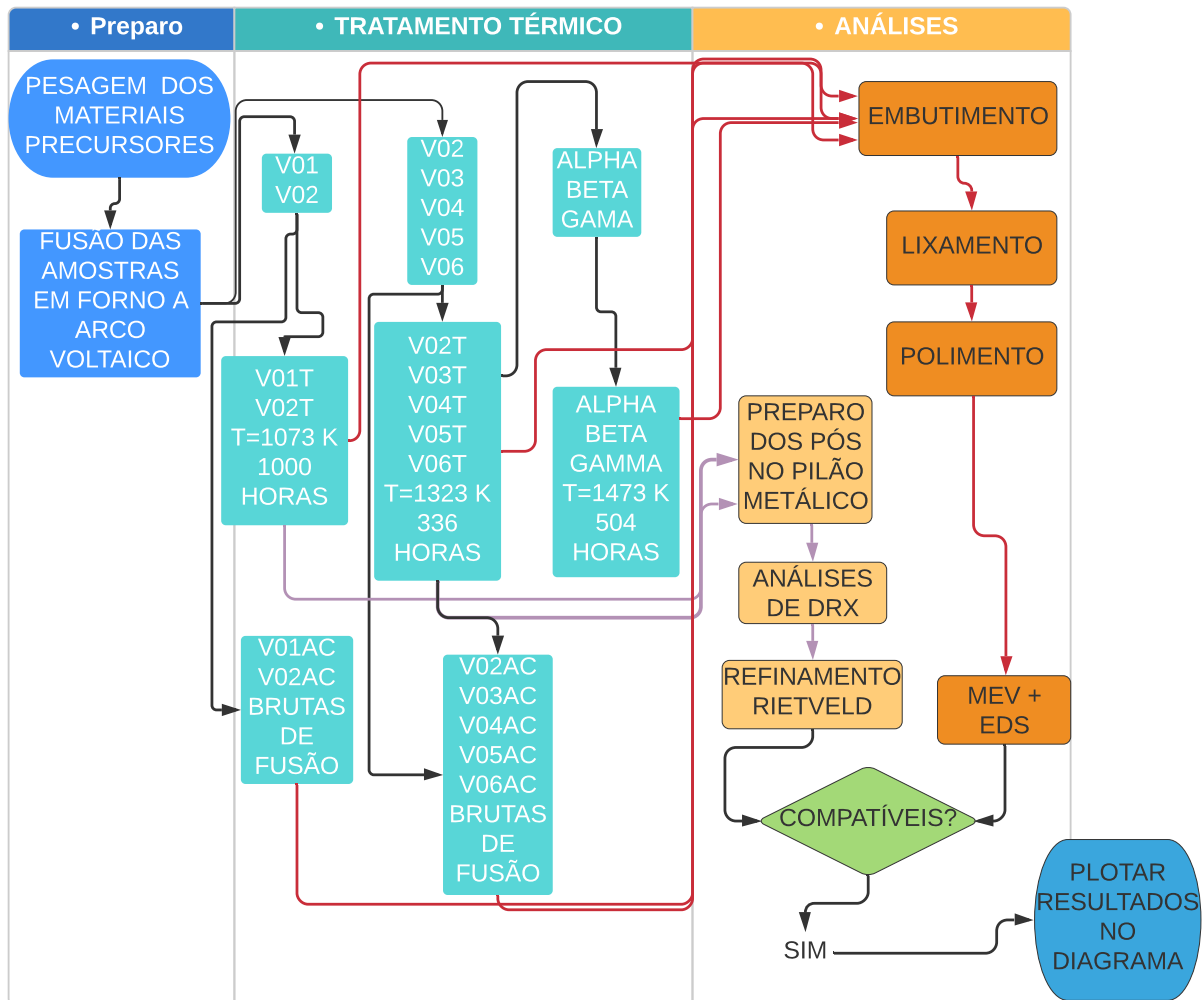 • Preparo
• TRATAMENTO TÉRMICO
• ANÁLISES
PESAGEM DOS
MATERIAIS
PRECURSORES
FUSÃO DAS
AMOSTRAS
EM FORNO A
ARCO
VOLTAICO
V01
V02
V02
V03
V04
V05
V06
ALPHA
BETA
GAMA
V01T
V02T
T=1073 K
1000
HORAS
V02T
V03T
V04T
V05T
V06T
T=1323 K
336
HORAS
ALPHA
BETA
GAMMA
T=1473 K
504
HORAS
V01AC
V02AC
BRUTAS
DE
FUSÃO
V02AC
V03AC
V04AC
V05AC
V06AC
BRUTAS
DE
FUSÃO
EMBUTIMENTO
LIXAMENTO
POLIMENTO
PREPARO
DOS PÓS
NO PILÃO
METÁLICO
ANÁLISES
DE DRX
REFINAMENTO
RIETVELD
MEV +
EDS
COMPATÍVEIS?
SIM
PLOTAR
RESULTADOS
NO
DIAGRAMA